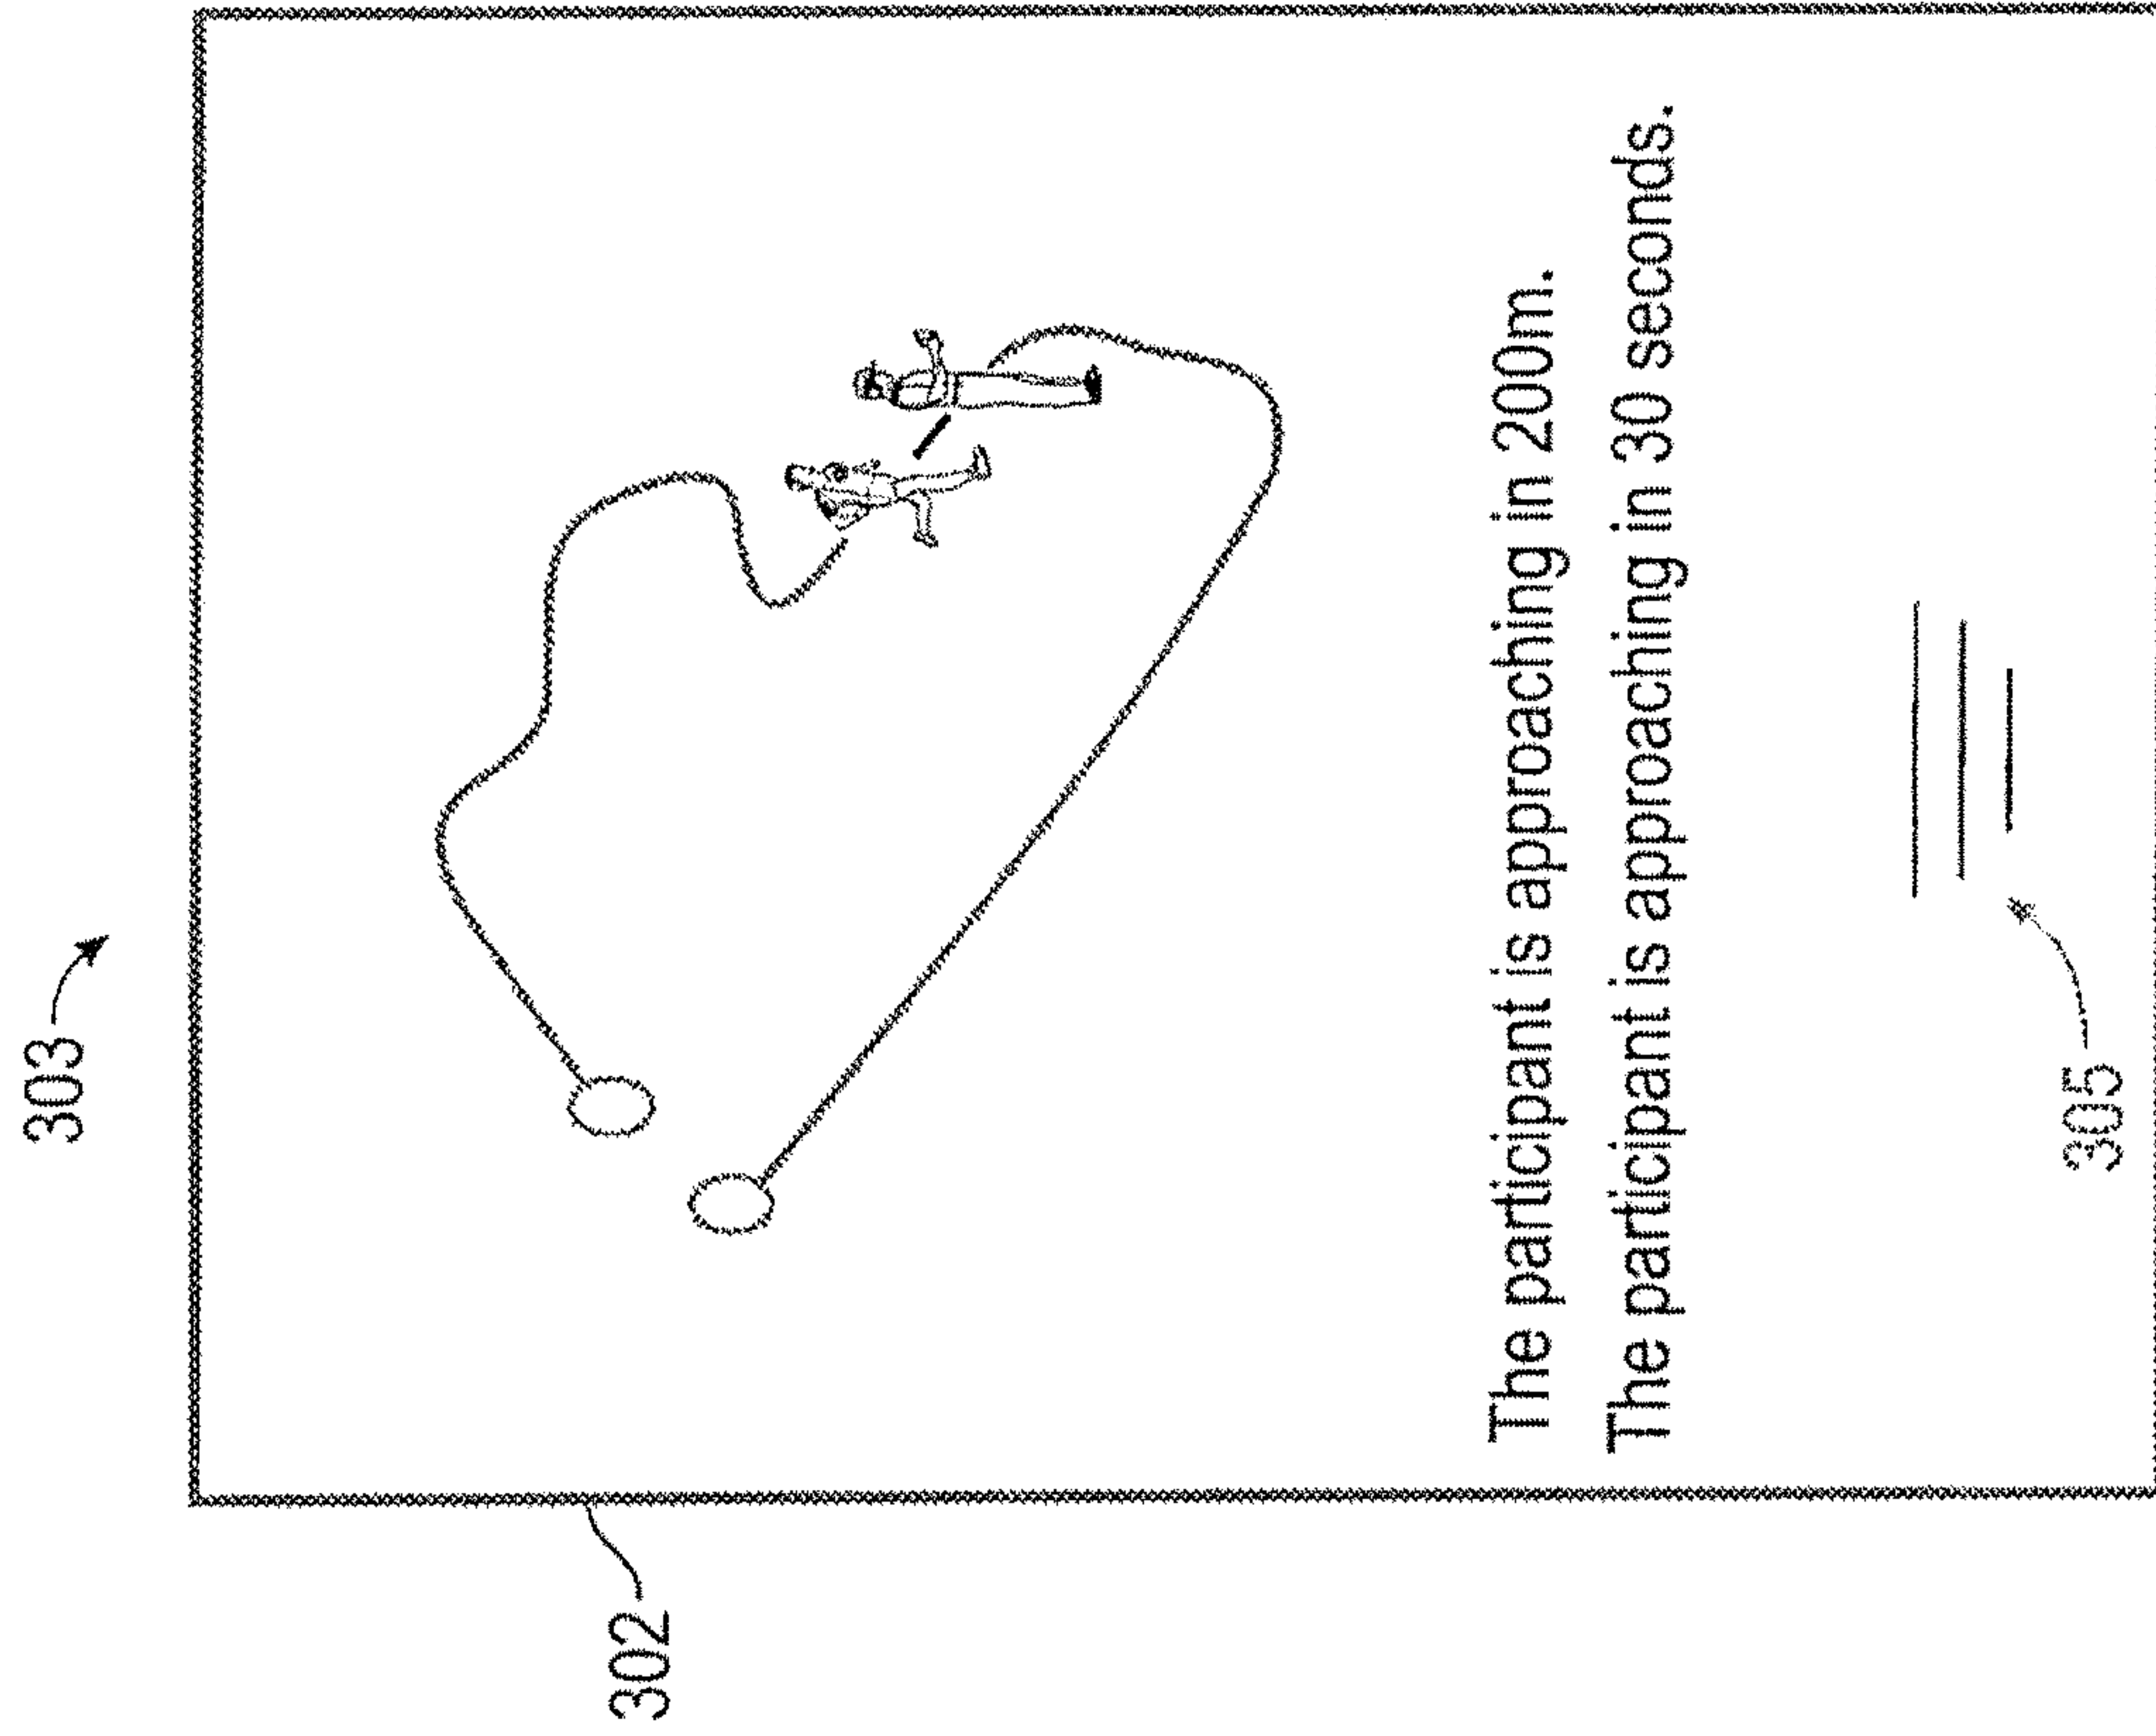 303
302
The participant is approaching in 200m.
The participant is approaching in 30 seconds.
305